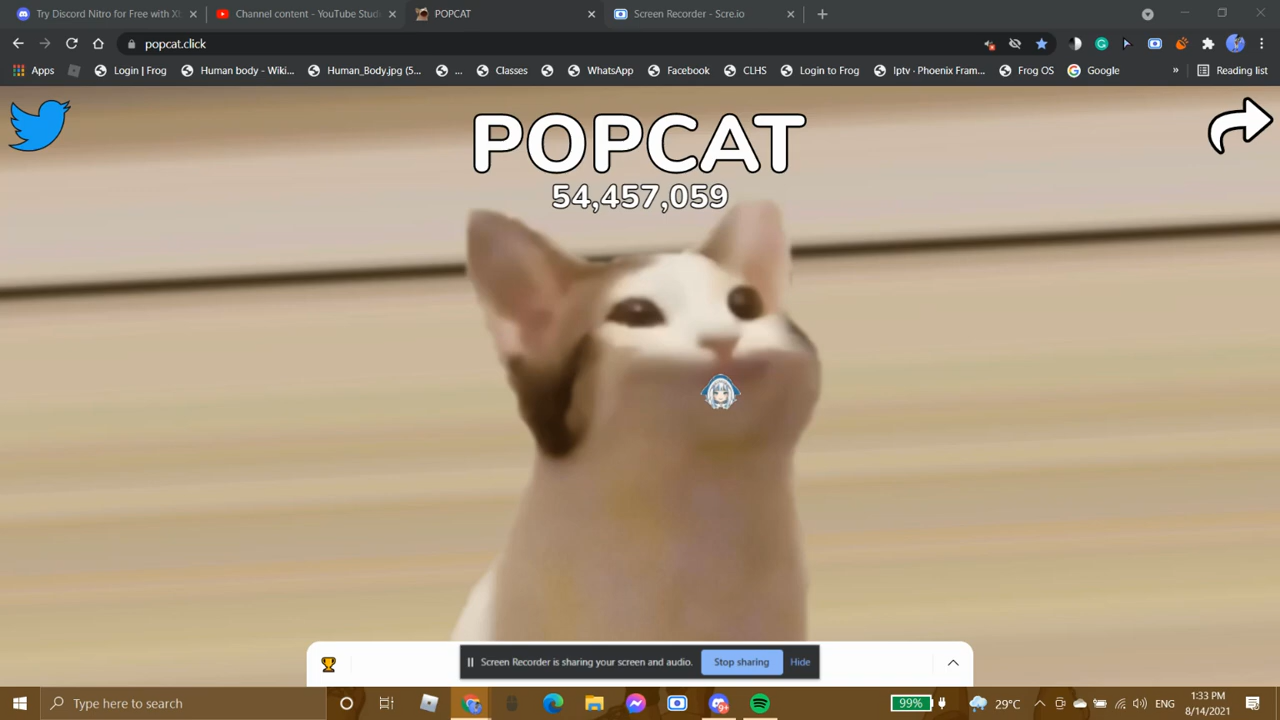 Try Discord Nitro for Free with X
Channel content - YouTube Stud
POPCAT
Screen Recorder - Scre.io
popcat.click
Apps
Login | Frog
Human body - Wiki...
Human_Body.jpg (5...
...
Classes
WhatsApp
Facebook
CLHS
Login to Frog
Iptv - Phoenix Fram...
Frog OS
Google
»
Reading list
POPCAT
54,457,059
Screen Recorder is sharing your screen and audio.
Stop sharing
Hide
Type here to search
99%
29°C
ENG
1:33 PM
8/14/2021